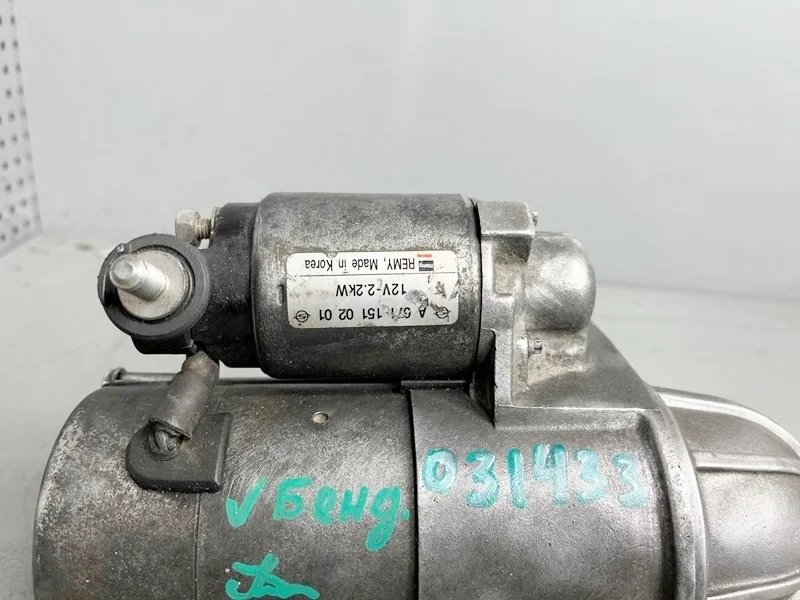 A 671 151 02 01
12V-2.2kW
REMY, Made in Korea
031433
✓Бенд.